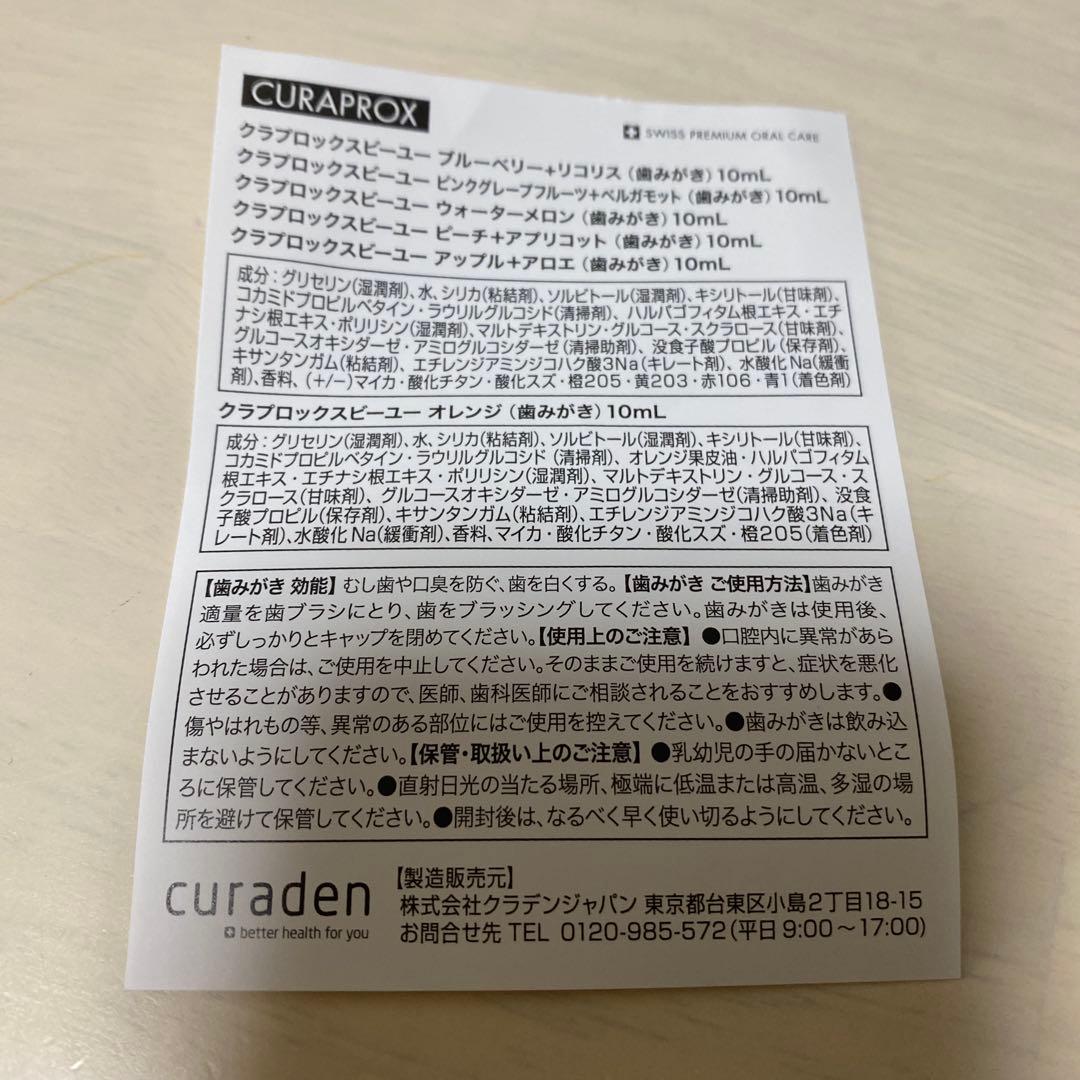 CURAPROX
SWISS PREMIUM ORAL CARE
クラプロックスビーユー ブルーベリー+リコリス (歯みがき) 10mL
クラプロックスビーユー ピンクグレープフルーツ+ベルガモット (歯みがき) 10mL
クラプロックスビーユー ウォーターメロン (歯みがき) 10mL
クラプロックスビーユー ピーチ+アプリコット (歯みがき) 10mL
クラプロックスビーユー アップル+アロエ (歯みがき) 10mL
成分:グリセリン(湿潤剤)、水、シリカ(粘結剤)、ソルビトール(湿潤剤)、キシリトール(甘味剤)、
コカミドプロピルベタイン・ラウリルグルコシド(清掃剤)、ハルパゴフィタム根エキス・エチ
ナシ根エキス・ポリリシン(湿潤剤)、マルトデキストリン・グルコース・スクラロース(甘味剤)、
グルコースオキシダーゼ・アミログルコシダーゼ(清掃助剤)、没食子酸プロピル(保存剤)、
キサンタンガム(粘結剤)、エチレンジアミンジコハク酸3Na(キレート剤)、水酸化Na(緩衝
剤)、香料、(+/−)マイカ・酸化チタン・酸化スズ・橙205・黄203・赤106・青1(着色剤)
クラプロックスビーユー オレンジ (歯みがき) 10mL
成分:グリセリン(湿潤剤)、水、シリカ(粘結剤)、ソルビトール(湿潤剤)、キシリトール(甘味剤)、
コカミドプロピルベタイン・ラウリルグルコシド(清掃剤)、オレンジ果皮油・ハルパゴフィタム
根エキス・エチナシ根エキス・ポリリシン(湿潤剤)、マルトデキストリン・グルコース・ス
クラロース(甘味剤)、グルコースオキシダーゼ・アミログルコシダーゼ(清掃助剤)、没食
子酸プロピル(保存剤)、キサンタンガム(粘結剤)、エチレンジアミンジコハク酸3Na(キ
レート剤)、水酸化Na(緩衝剤)、香料、マイカ・酸化チタン・酸化スズ・橙205(着色剤)
【歯みがき 効能】むし歯や口臭を防ぐ、歯を白くする。【歯みがき ご使用方法】歯みがき
適量を歯ブラシにとり、歯をブラッシングしてください。歯みがきは使用後、
必ずしっかりとキャップを閉めてください。【使用上のご注意】●口腔内に異常があら
われた場合は、ご使用を中止してください。そのままご使用を続けますと、症状を悪化
させることがありますので、医師、歯科医師にご相談されることをおすすめします。●
傷やはれもの等、異常のある部位にはご使用を控えてください。●歯みがきは飲み込
まないようにしてください。【保管・取扱い上のご注意】●乳幼児の手の届かないとこ
ろに保管してください。●直射日光の当たる場所、極端に低温または高温、多湿の場
所を避けて保管してください。●開封後は、なるべく早く使い切るようにしてください。
curaden
better health for you
【製造販売元】
株式会社クラデンジャパン 東京都台東区小島2丁目18-15
お問合せ先 TEL 0120-985-572(平日9:00〜17:00)